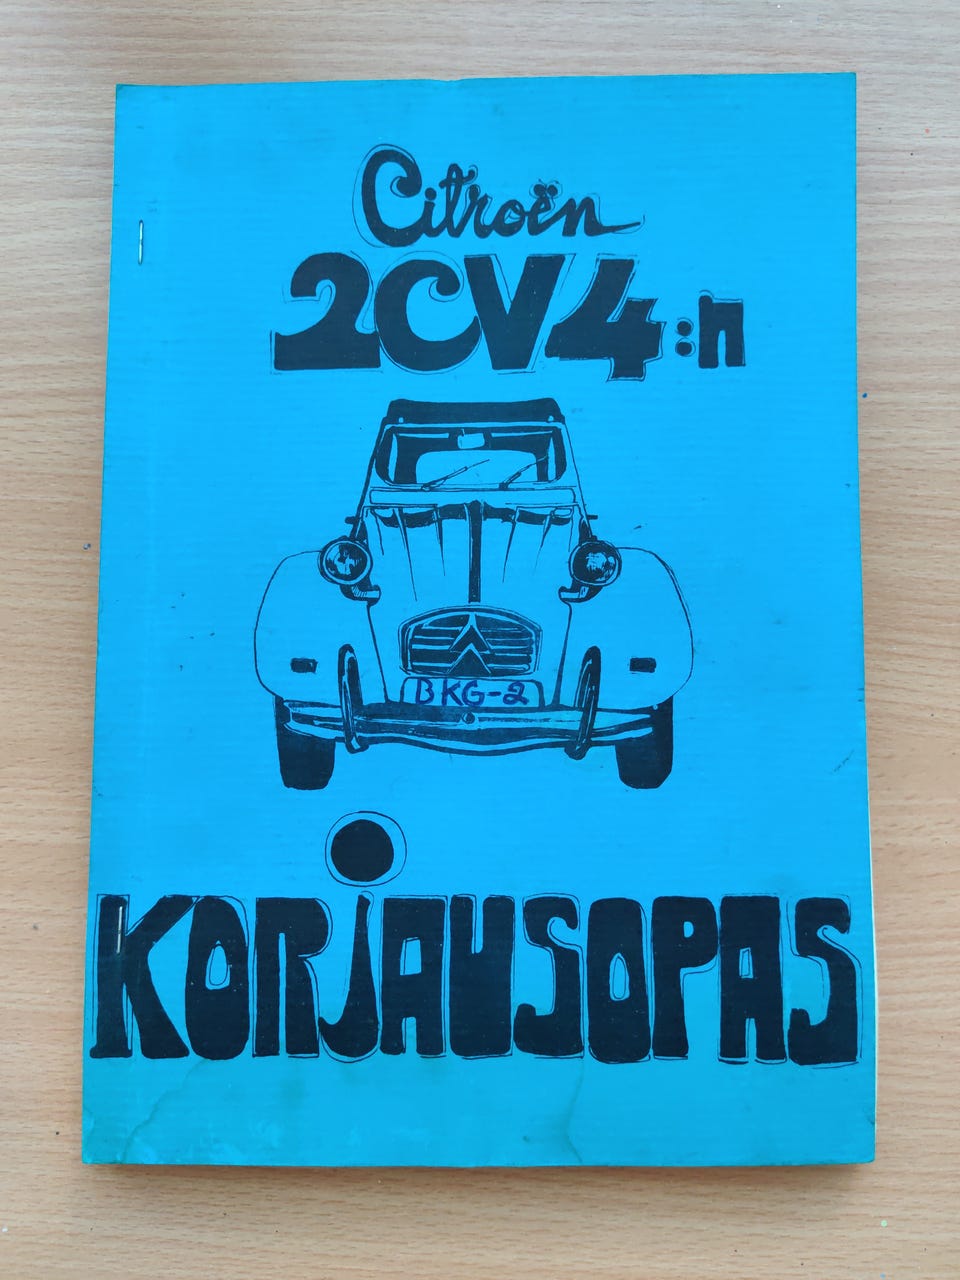 Citroën
2CV4:n
BKG-2
KORjAUSOPAS